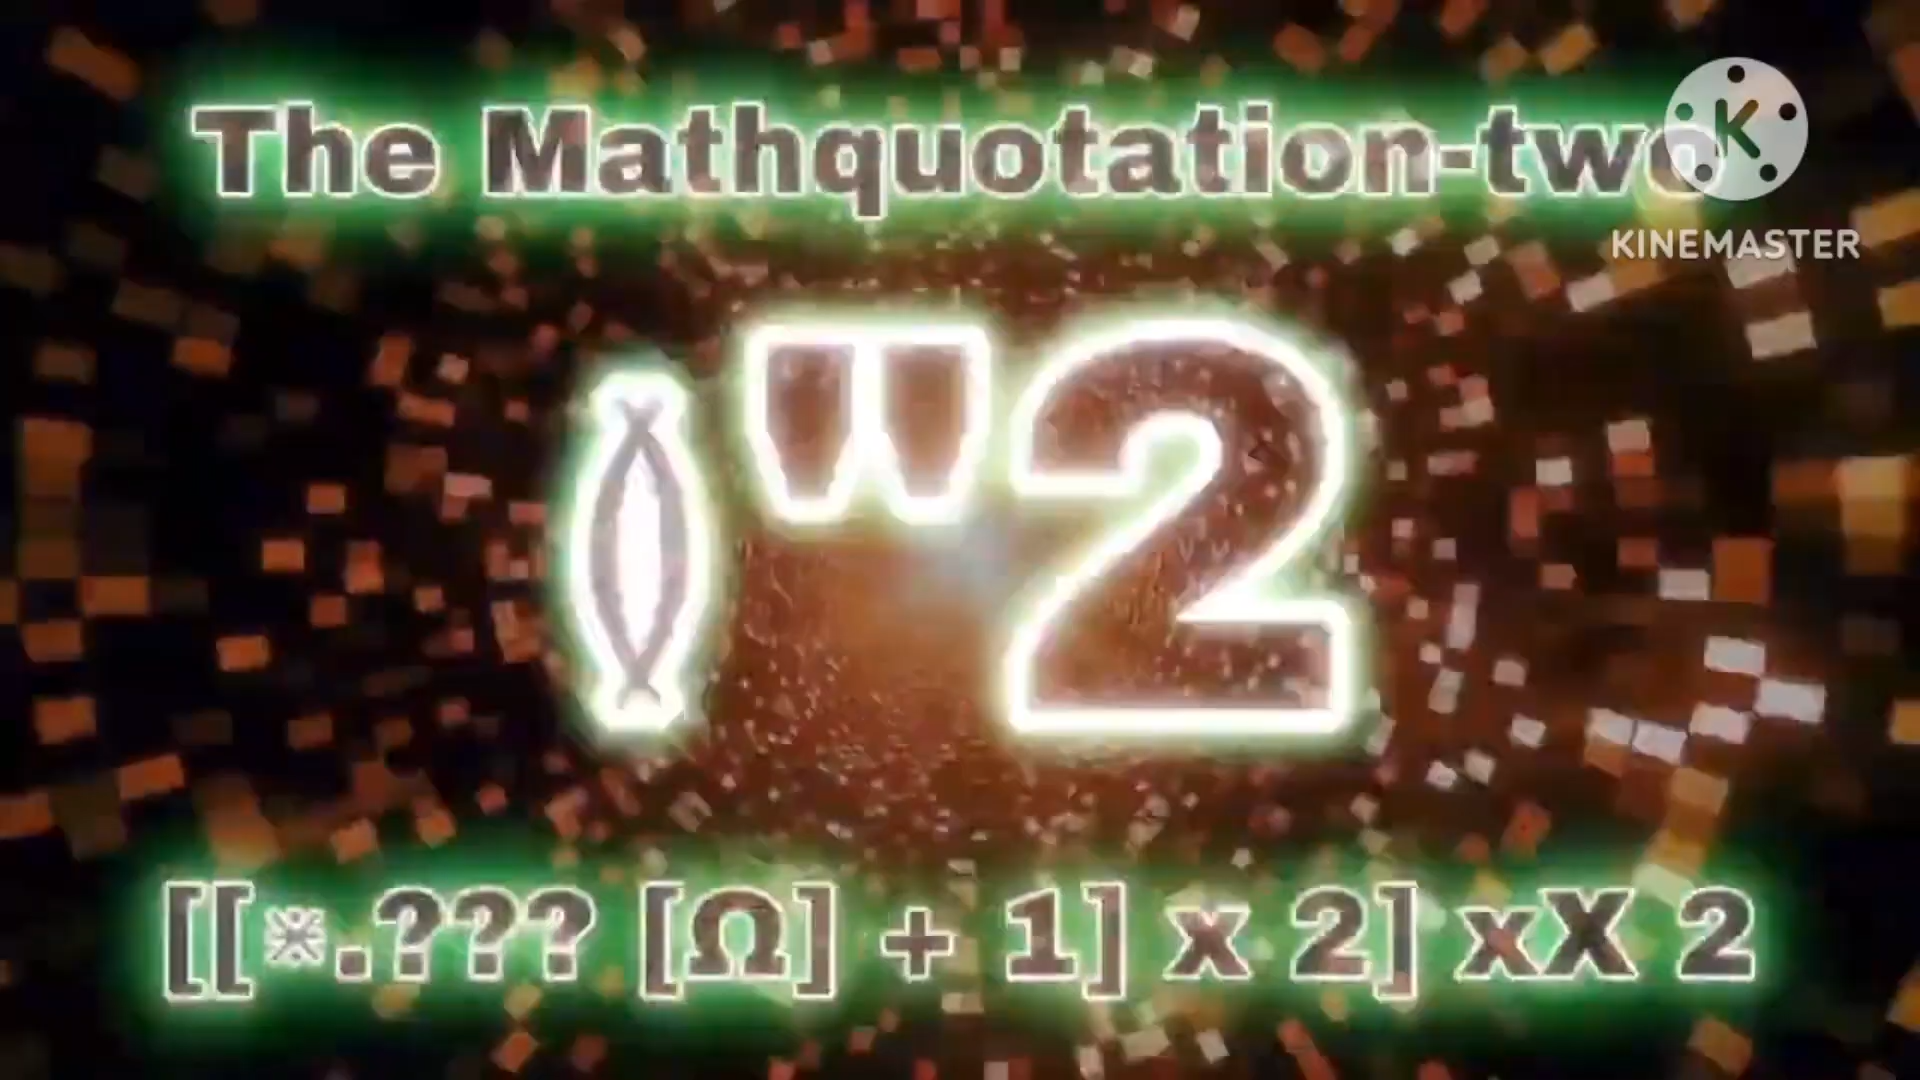 The Mathquotation-two
KINEMASTER
≬"2
[[※.??? [Ω] + 1] x 2] xX 2